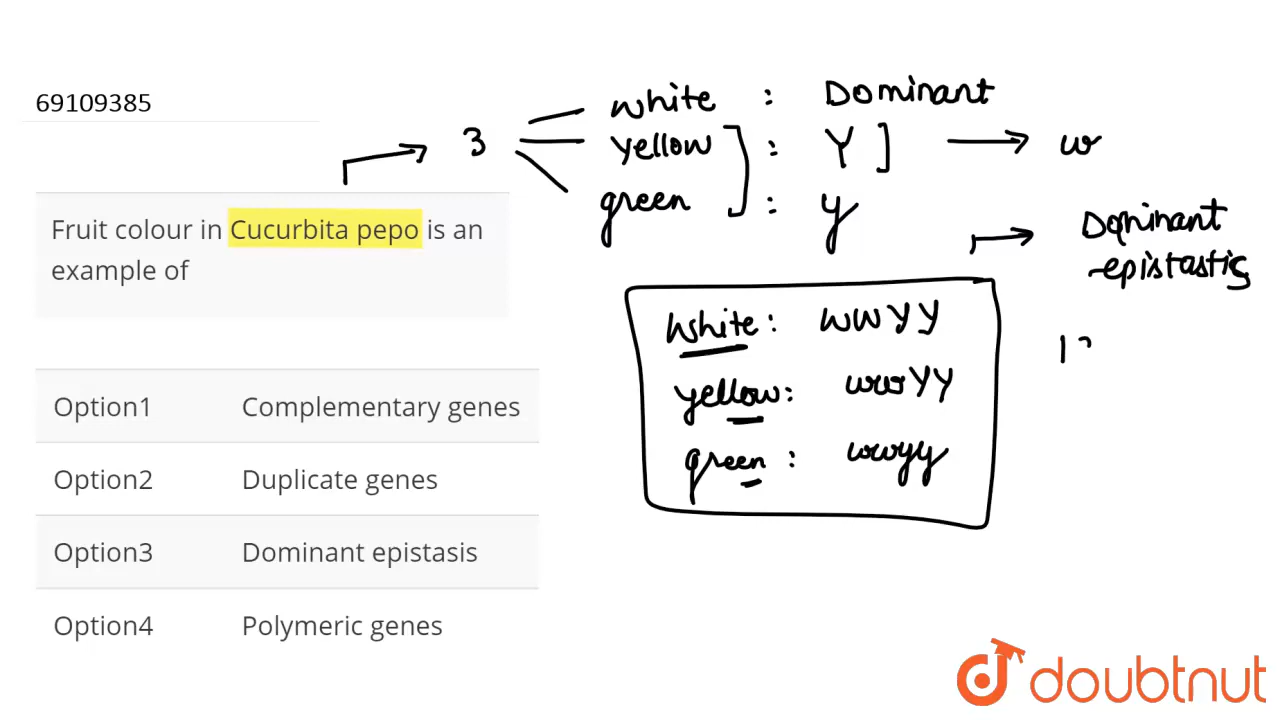 69109385
white : Dominant
3 yellow : Y ] w
green : y
Fruit colour in Cucurbita pepo is an
example of
Dominant
-epistastis
White : WWYY
yellow : wwYY
green : wwyy
Option1 Complementary genes
Option2 Duplicate genes
Option3 Dominant epistasis
Option4 Polymeric genes
doubtnut